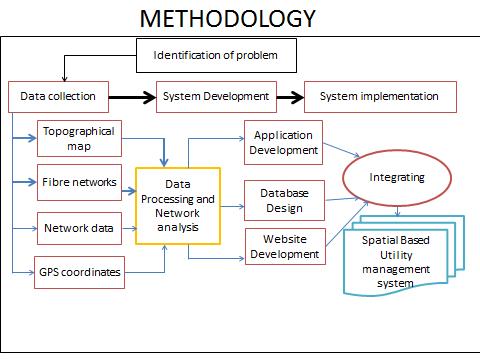 METHODOLOGY
Identification of problem
Data collection
System Development
System implementation
Topographical
map
Fibre networks
Network data
GPS coordinates
Data
Processing and
Network
analysis
Application
Development
Database
Design
Website
Development
Integrating
Spatial Based
Utility
management
system